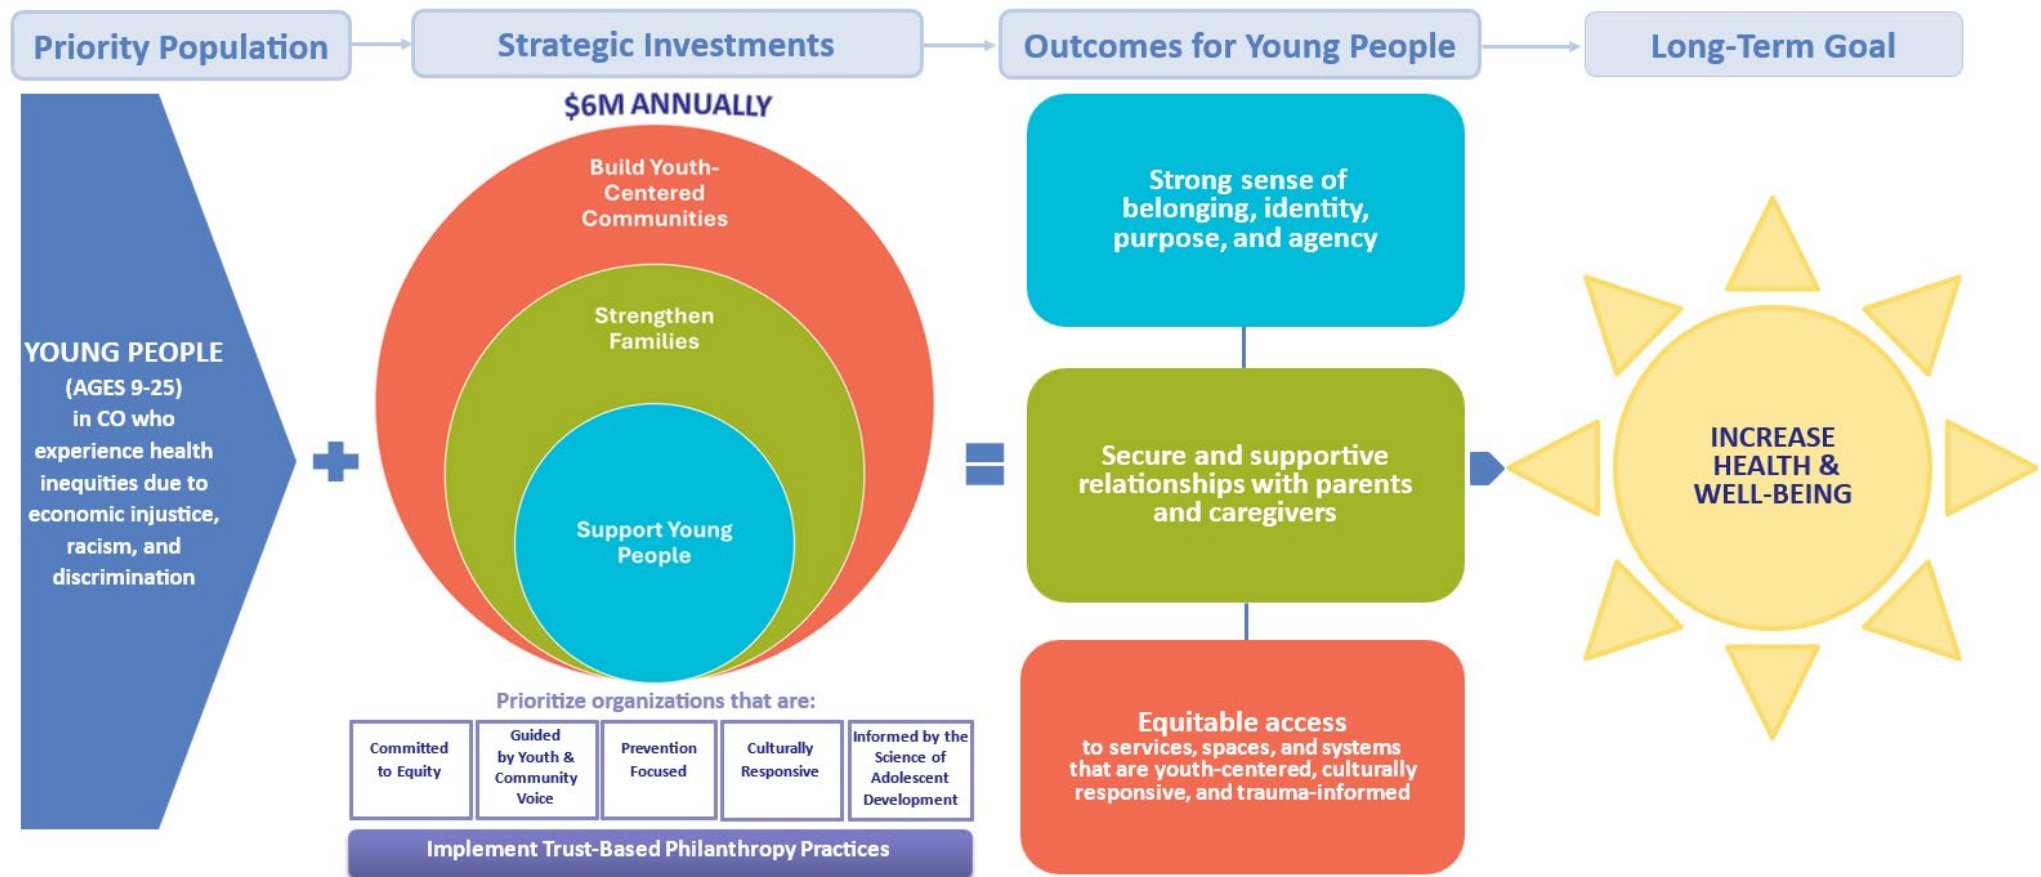 Priority Population
Strategic Investments
Outcomes for Young People
Long-Term Goal
YOUNG PEOPLE
(AGES 9-25)
in CO who
experience health
inequities due to
economic injustice,
racism, and
discrimination
$6M ANNUALLY
Build Youth-
Centered
Communities
Strengthen
Families
Support Young
People
Prioritize organizations that are:
Committed
to Equity
Guided
by Youth &
Community
Voice
Prevention
Focused
Culturally
Responsive
Informed by the
Science of
Adolescent
Development
Implement Trust-Based Philanthropy Practices
Strong sense of
belonging, identity,
purpose, and agency
Secure and supportive
relationships with parents
and caregivers
Equitable access
to services, spaces, and systems
that are youth-centered, culturally
responsive, and trauma-informed
INCREASE
HEALTH &
WELL-BEING